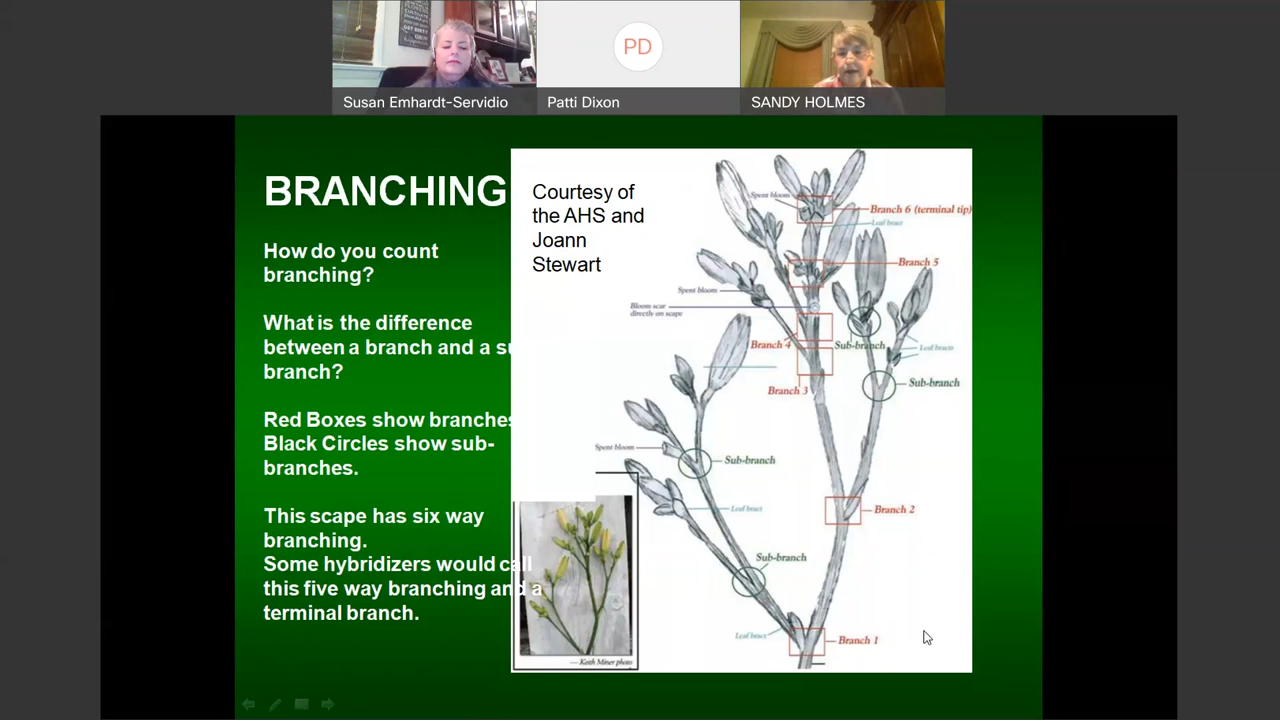 PD
Susan Emhardt-Servidio
Patti Dixon
SANDY HOLMES
BRANCHING
How do you count
branching?
What is the difference
between a branch and a su
branch?
Red Boxes show branches
Black Circles show sub-
branches.
This scape has six way
branching.
Some hybridizers would call
this five way branching and a
terminal branch.
Courtesy of
the AHS and
Joann
Stewart
Spent bloom
Branch 6 (terminal tip)
Leaf bract
Branch 5
Spent bloom
Bloom scar
directly on scape
Branch 4
Sub-branch
Leaf bracts
Branch 3
Sub-branch
Spent bloom
Sub-branch
Leaf bract
Branch 2
Sub-branch
Leaf bract
Branch 1
— Keith Miner photo